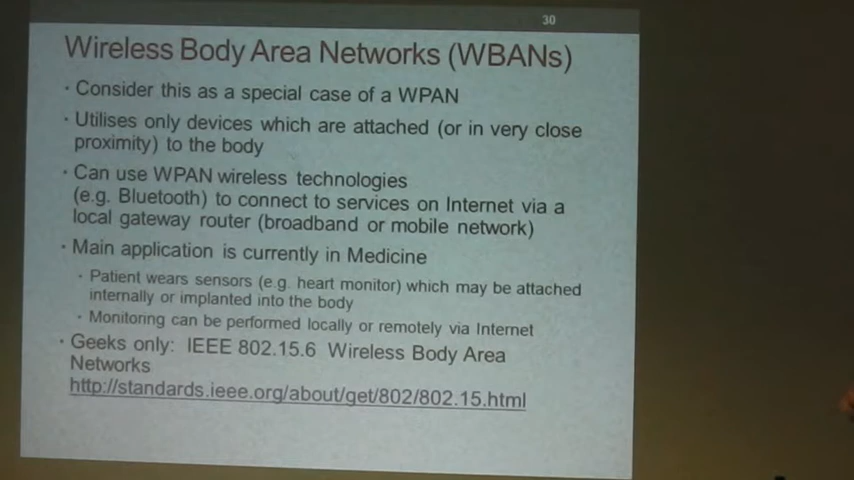 30
Wireless Body Area Networks (WBANs)
• Consider this as a special case of a WPAN
• Utilises only devices which are attached (or in very close
proximity) to the body
• Can use WPAN wireless technologies
(e.g. Bluetooth) to connect to services on Internet via a
local gateway router (broadband or mobile network)
• Main application is currently in Medicine
• Patient wears sensors (e.g. heart monitor) which may be attached
internally or implanted into the body
• Monitoring can be performed locally or remotely via Internet
• Geeks only: IEEE 802.15.6 Wireless Body Area
Networks
http://standards.ieee.org/about/get/802/802.15.html